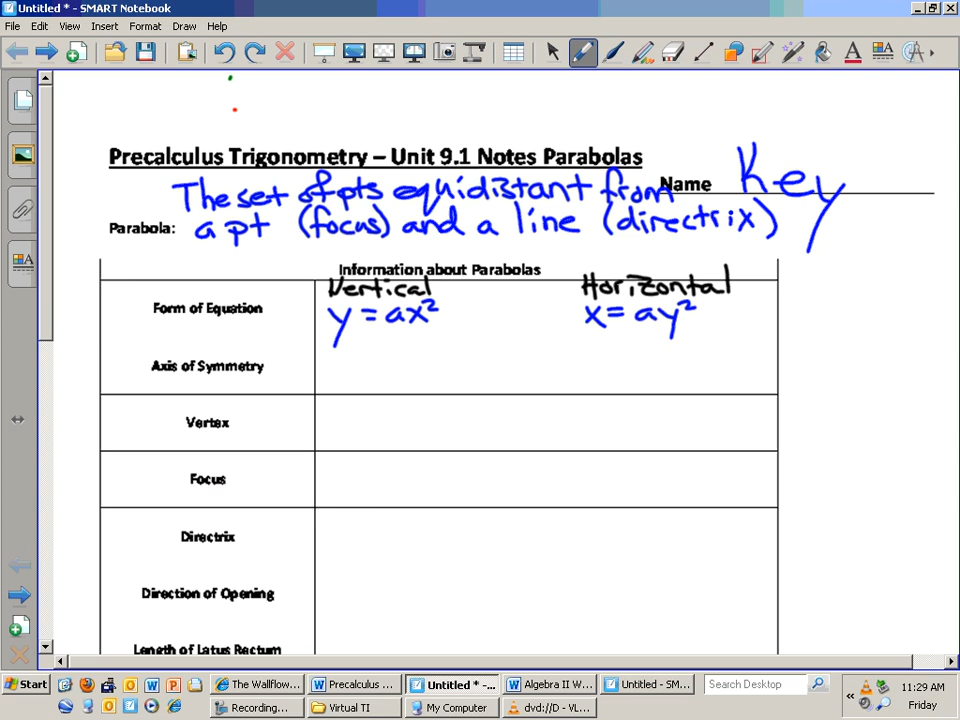 Untitled * - SMART Notebook
File Edit View Insert Format Draw Help
Precalculus Trigonometry – Unit 9.1 Notes Parabolas
Name Key
The set of pts equidistant from
Parabola: a pt (focus) and a line (directrix)
Information about Parabolas
Vertical Horizontal
Form of Equation y = ax² x = ay²
Axis of Symmetry
Vertex
Focus
Directrix
Direction of Opening
Length of Latus Rectum
Start The Wallflow... Precalculus ... Untitled * -... Algebra II W... Untitled - SM... Search Desktop 11:29 AM
Recording... Virtual TI My Computer dvd://D - VL... Friday